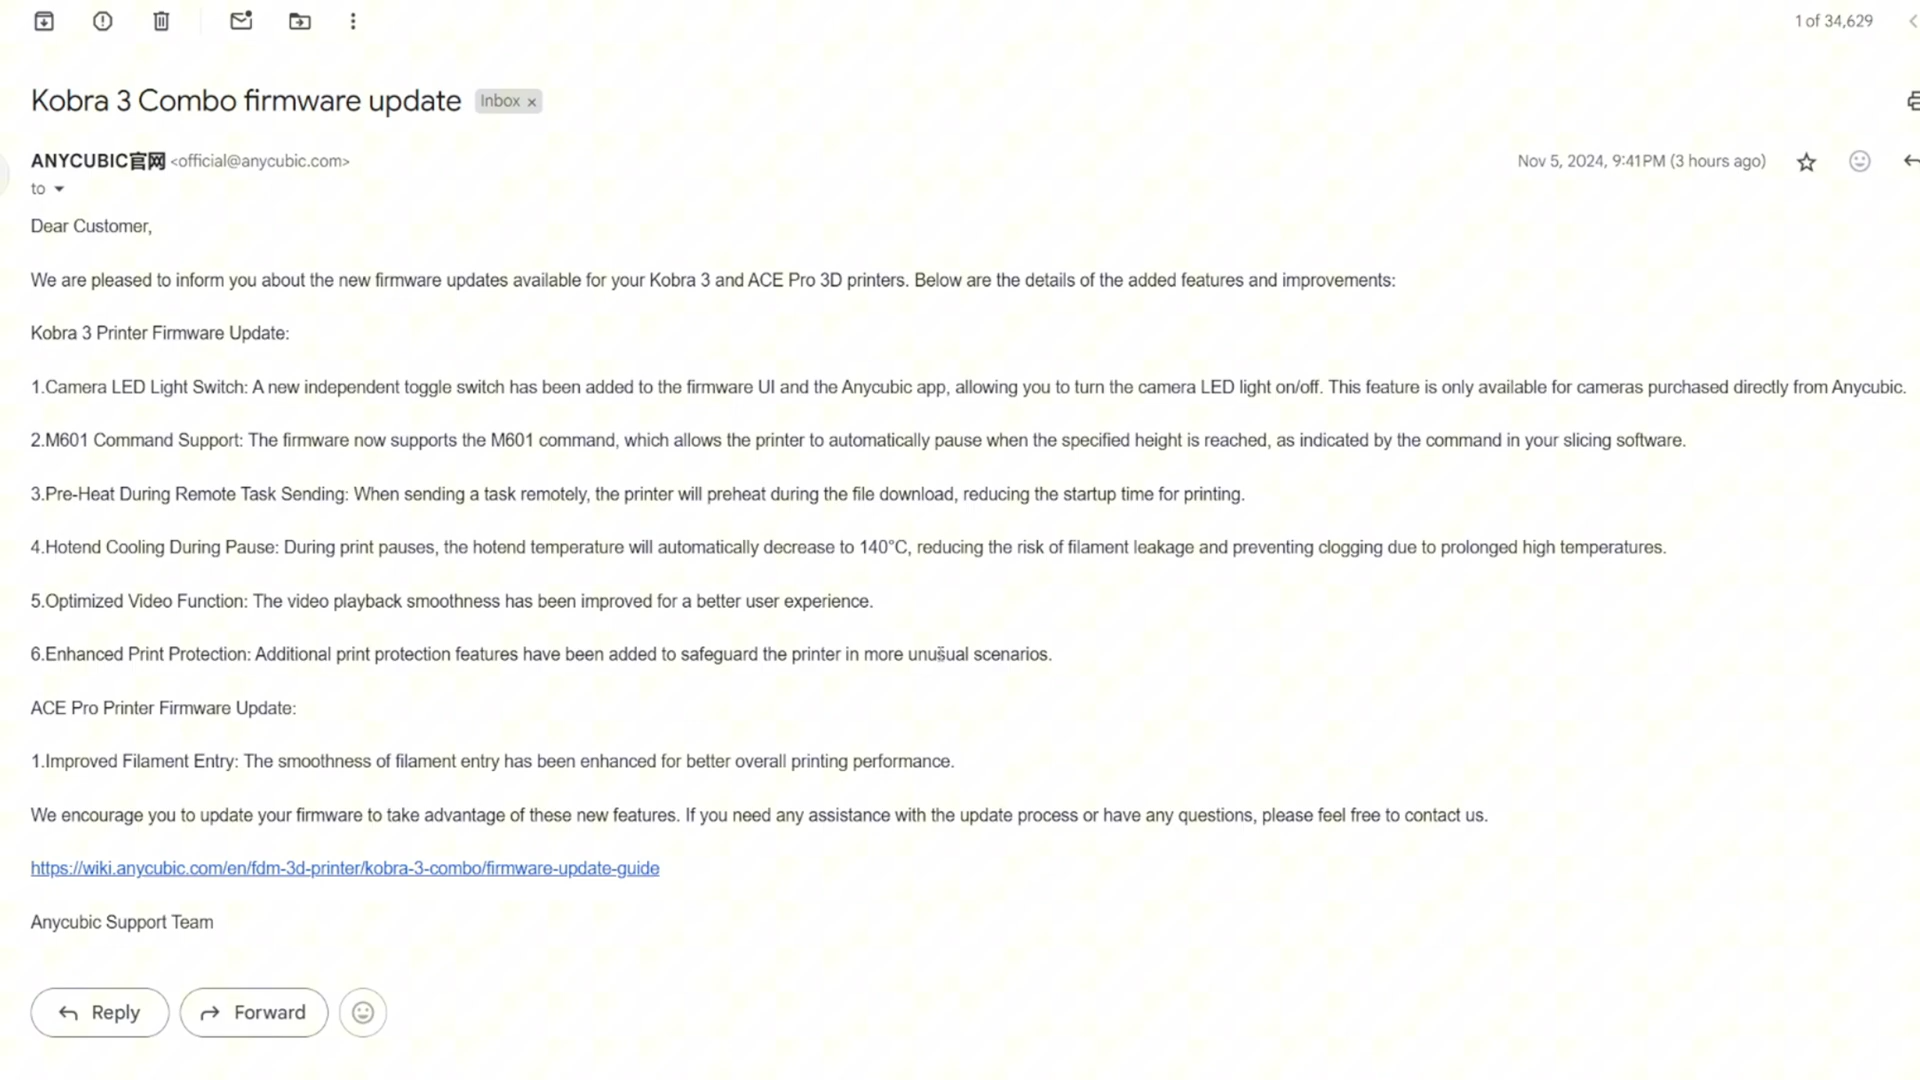 1 of 34,629
Kobra 3 Combo firmware update Inbox ×
ANYCUBIC官网 <official@anycubic.com> Nov 5, 2024, 9:41 PM (3 hours ago)
to
Dear Customer,
We are pleased to inform you about the new firmware updates available for your Kobra 3 and ACE Pro 3D printers. Below are the details of the added features and improvements:
Kobra 3 Printer Firmware Update:
1.Camera LED Light Switch: A new independent toggle switch has been added to the firmware UI and the Anycubic app, allowing you to turn the camera LED light on/off. This feature is only available for cameras purchased directly from Anycubic.
2.M601 Command Support: The firmware now supports the M601 command, which allows the printer to automatically pause when the specified height is reached, as indicated by the command in your slicing software.
3.Pre-Heat During Remote Task Sending: When sending a task remotely, the printer will preheat during the file download, reducing the startup time for printing.
4.Hotend Cooling During Pause: During print pauses, the hotend temperature will automatically decrease to 140°C, reducing the risk of filament leakage and preventing clogging due to prolonged high temperatures.
5.Optimized Video Function: The video playback smoothness has been improved for a better user experience.
6.Enhanced Print Protection: Additional print protection features have been added to safeguard the printer in more unusual scenarios.
ACE Pro Printer Firmware Update:
1.Improved Filament Entry: The smoothness of filament entry has been enhanced for better overall printing performance.
We encourage you to update your firmware to take advantage of these new features. If you need any assistance with the update process or have any questions, please feel free to contact us.
https://wiki.anycubic.com/en/fdm-3d-printer/kobra-3-combo/firmware-update-guide
Anycubic Support Team
Reply Forward